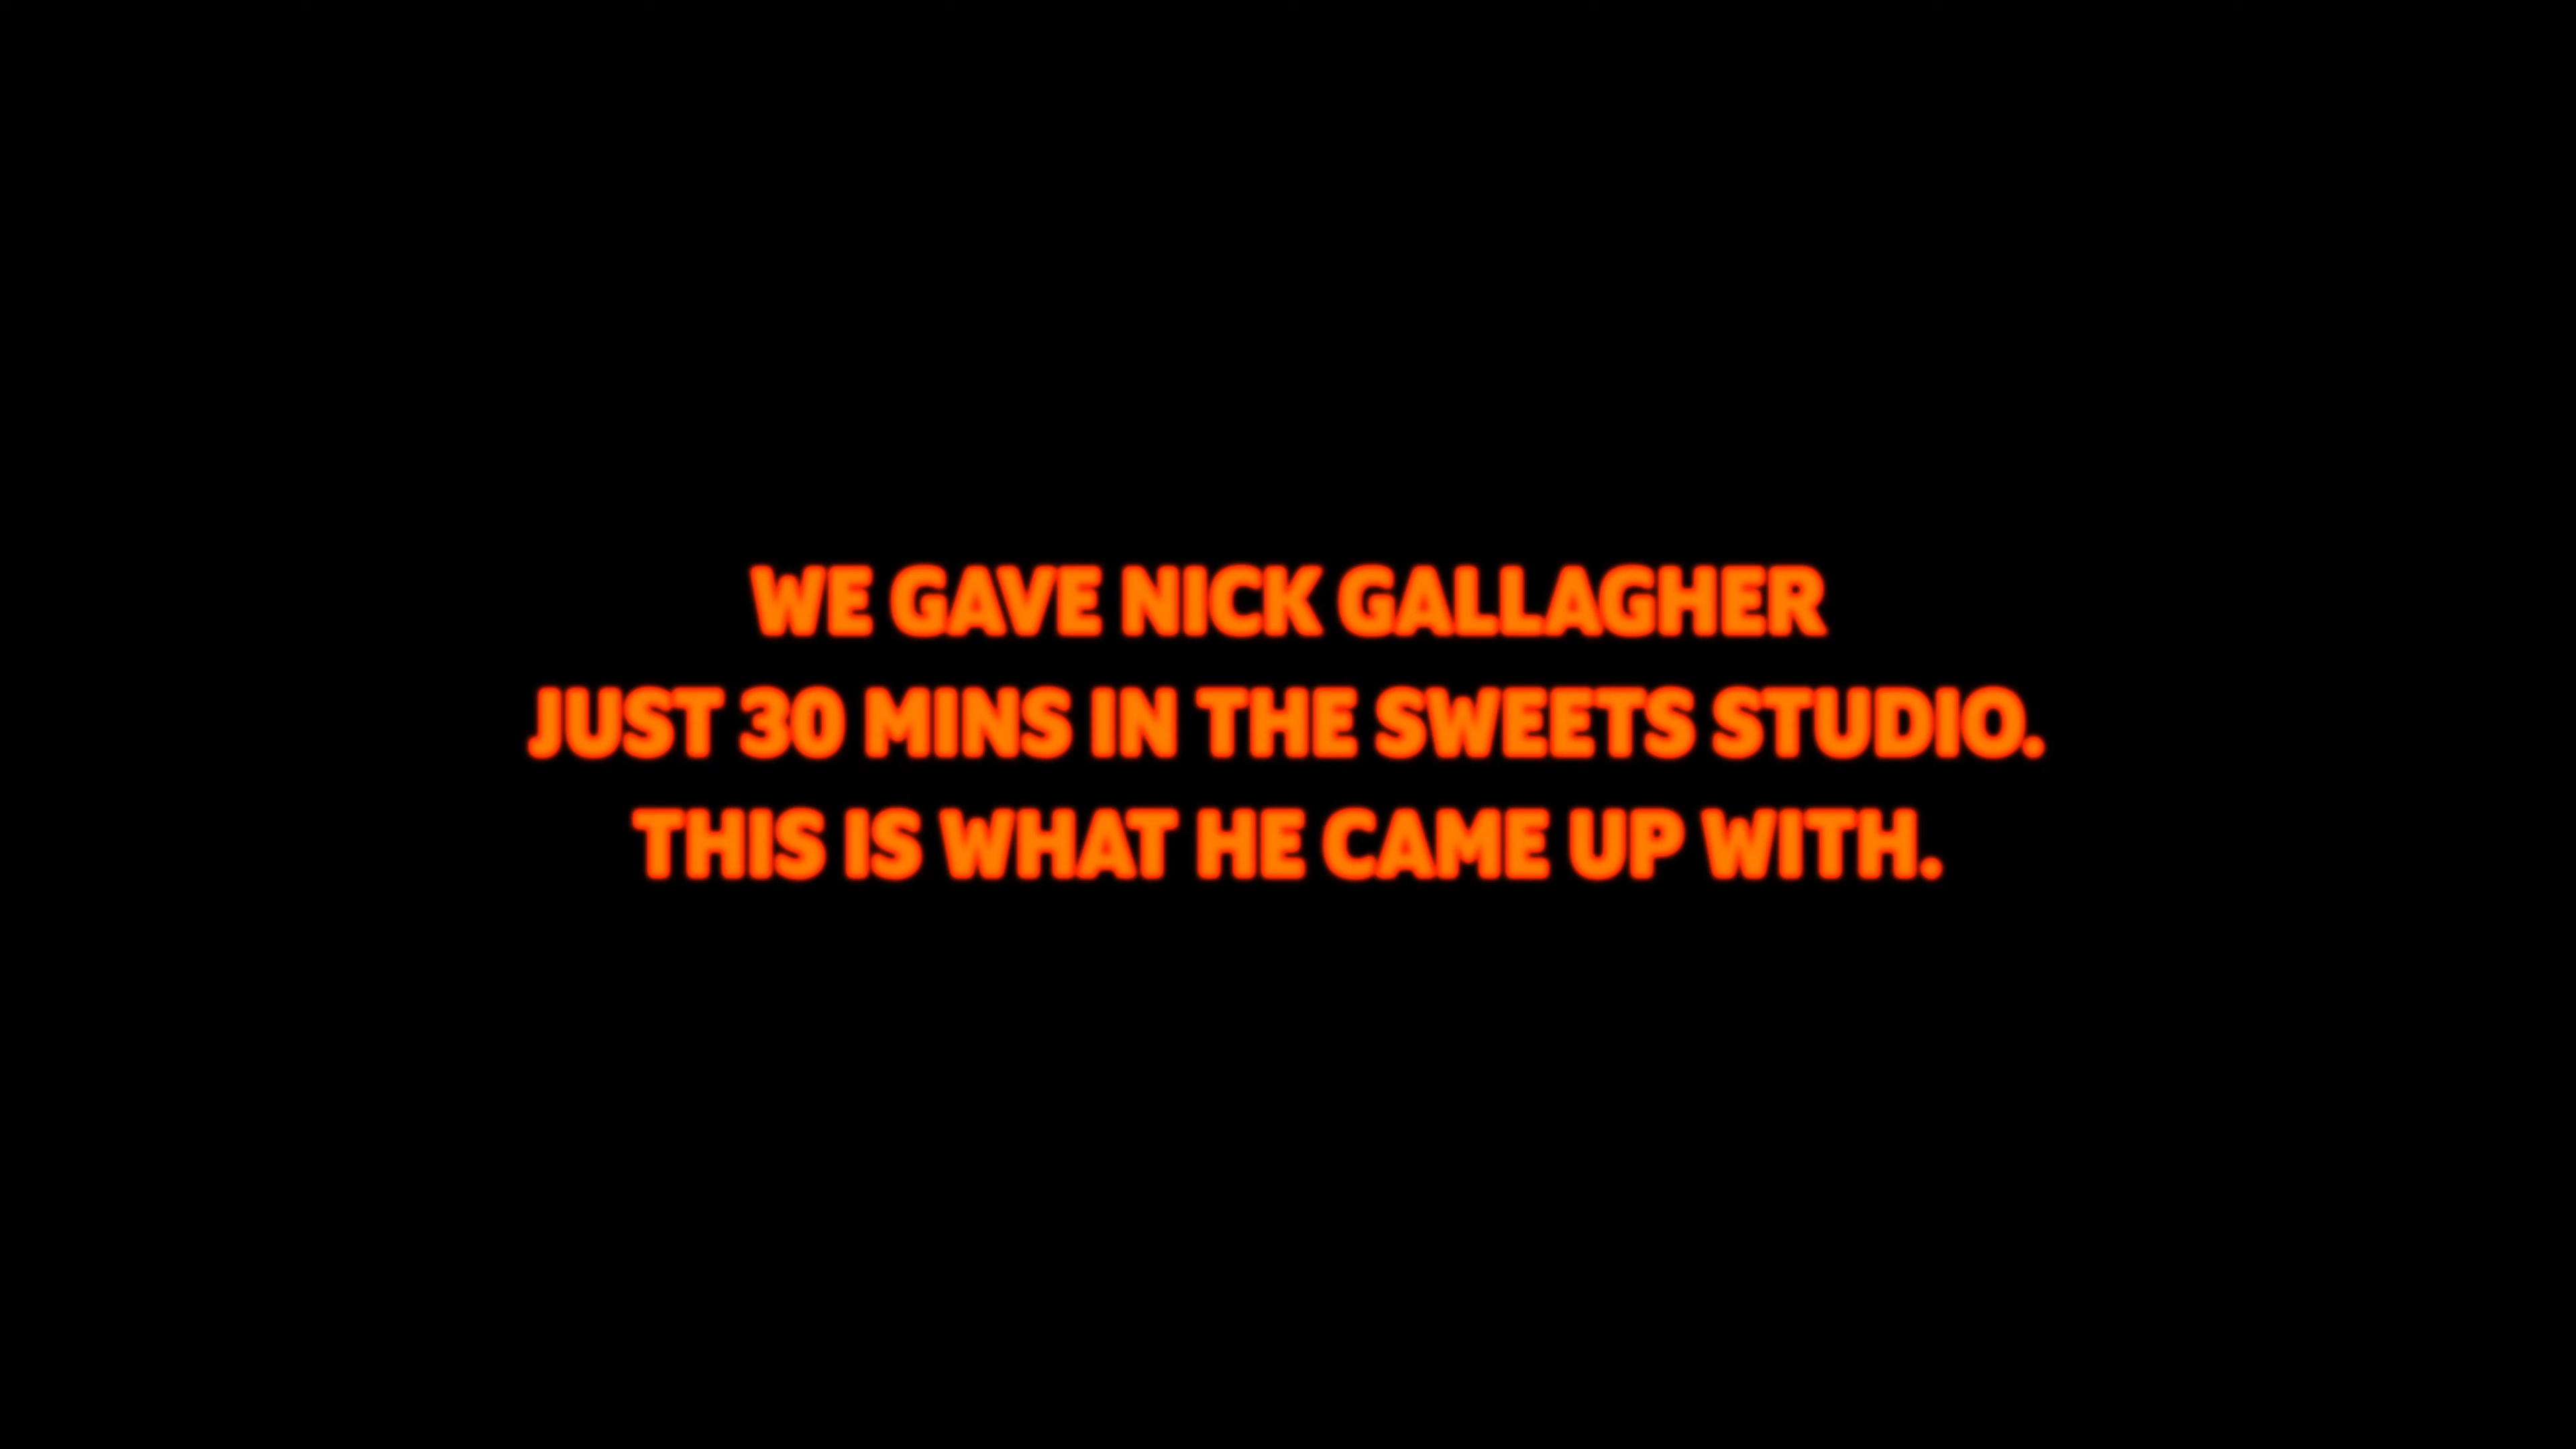 WE GAVE NICK GALLAGHER
JUST 30 MINS IN THE SWEETS STUDIO.
THIS IS WHAT HE CAME UP WITH.